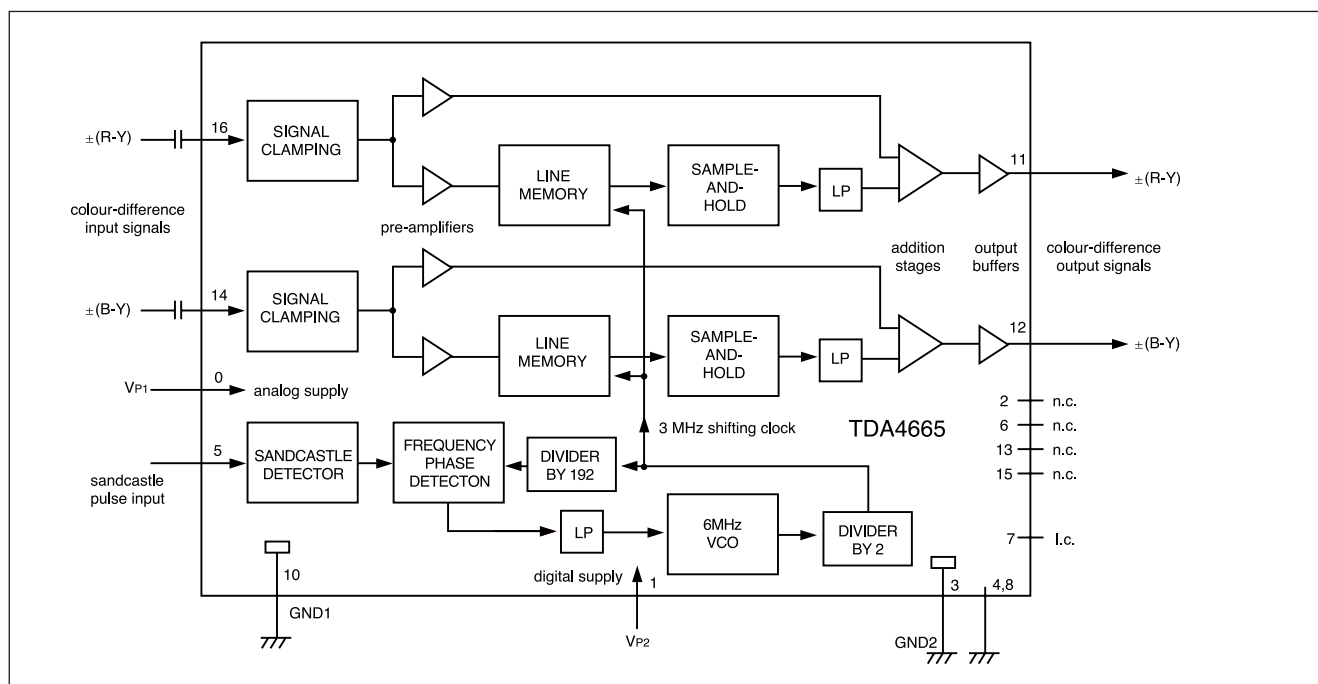 ±(R-Y)
16
SIGNAL
CLAMPING
LINE
MEMORY
SAMPLE-
AND-
HOLD
LP
11
±(R-Y)
colour-difference
input signals
pre-amplifiers
addition
stages
output
buffers
colour-difference
output signals
±(B-Y)
14
SIGNAL
CLAMPING
LINE
MEMORY
SAMPLE-
AND-
HOLD
LP
12
±(B-Y)
VP1
0
analog supply
3 MHz shifting clock
TDA4665
2 n.c.
6 n.c.
13 n.c.
15 n.c.
7 l.c.
5
sandcastle
pulse input
SANDCASTLE
DETECTOR
FREQUENCY
PHASE
DETECTON
DIVIDER
BY 192
LP
6MHz
VCO
DIVIDER
BY 2
digital supply
1
VP2
10
GND1
3
GND2
4,8